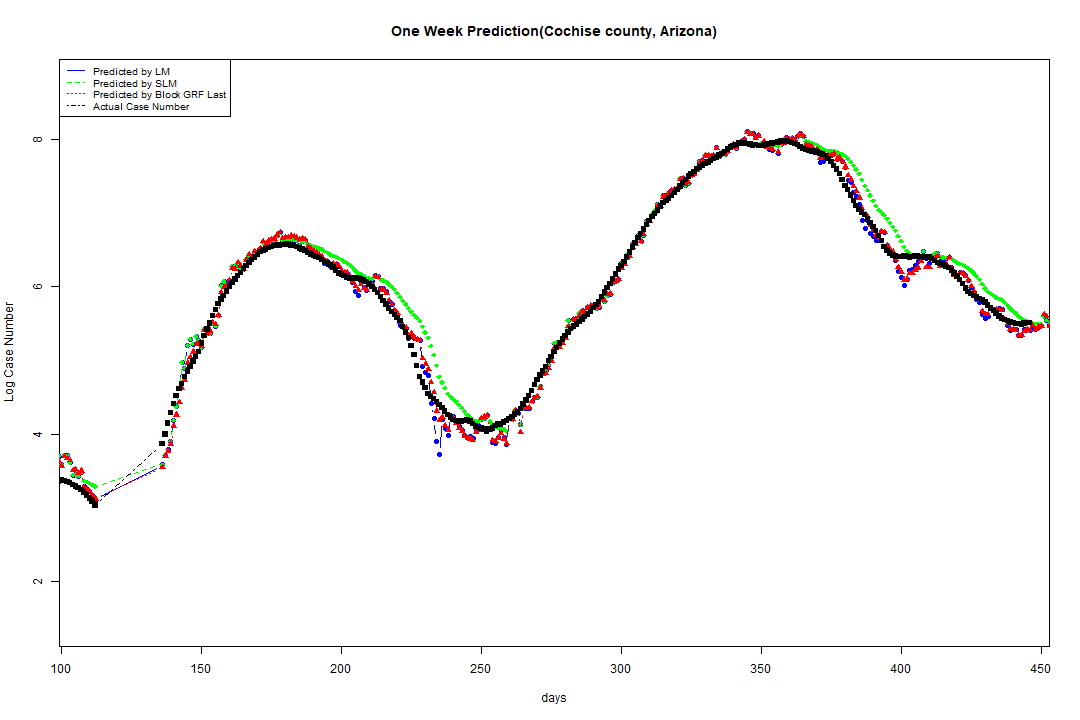 One Week Prediction(Cochise county, Arizona)
Predicted by LM
Predicted by SLM
Predicted by Block GRF Last
Actual Case Number
8
6
4
2
Log Case Number
100 150 200 250 300 350 400 450
days